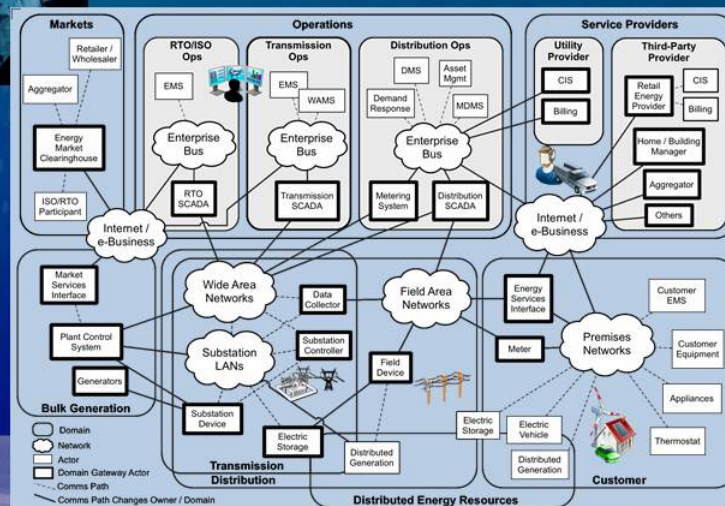 Markets
Retailer /
Wholesaler
Aggregator
Energy
Market
Clearinghouse
ISO/RTO
Participant
Operations
RTO/ISO
Ops
EMS
Enterprise
Bus
RTO
SCADA
Transmission
Ops
EMS
WAMS
Enterprise
Bus
Transmission
SCADA
Distribution Ops
DMS
Asset
Mgmt
Demand
Response
MDMS
Enterprise
Bus
Metering
System
Distribution
SCADA
Service Providers
Utility
Provider
CIS
Billing
Third-Party
Provider
Retail
Energy
Provider
CIS
Billing
Home / Building
Manager
Aggregator
Others
Internet /
e-Business
Internet /
e-Business
Market
Services
Interface
Plant Control
System
Generators
Bulk Generation
Wide Area
Networks
Substation
LANs
Data
Collector
Substation
Controller
Substation
Device
Electric
Storage
Field Area
Networks
Field
Device
Distributed
Generation
Transmission
Distribution
Energy
Services
Interface
Meter
Premises
Networks
Customer
EMS
Customer
Equipment
Appliances
Thermostat
Electric
Storage
Electric
Vehicle
Distributed
Generation
Customer
Distributed Energy Resources
Domain
Network
Actor
Domain Gateway Actor
Comms Path
Comms Path Changes Owner / Domain